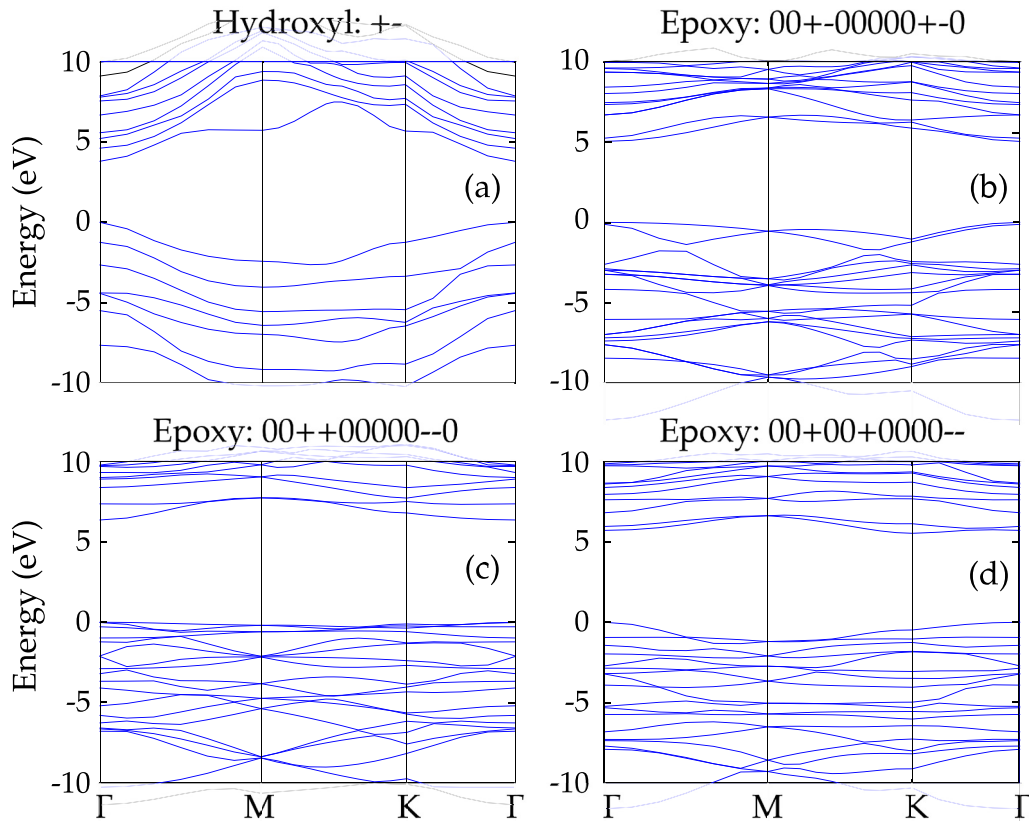 Hydroxyl: +-
Epoxy: 00+-00000+-0
10
5
0
-5
-10
Energy (eV)
(a)
10
5
0
-5
-10
(b)
Epoxy: 00++00000--0
Epoxy: 00+00+0000--
10
5
0
-5
-10
Energy (eV)
(c)
Γ M K Γ
10
5
0
-5
-10
(d)
Γ M K Γ